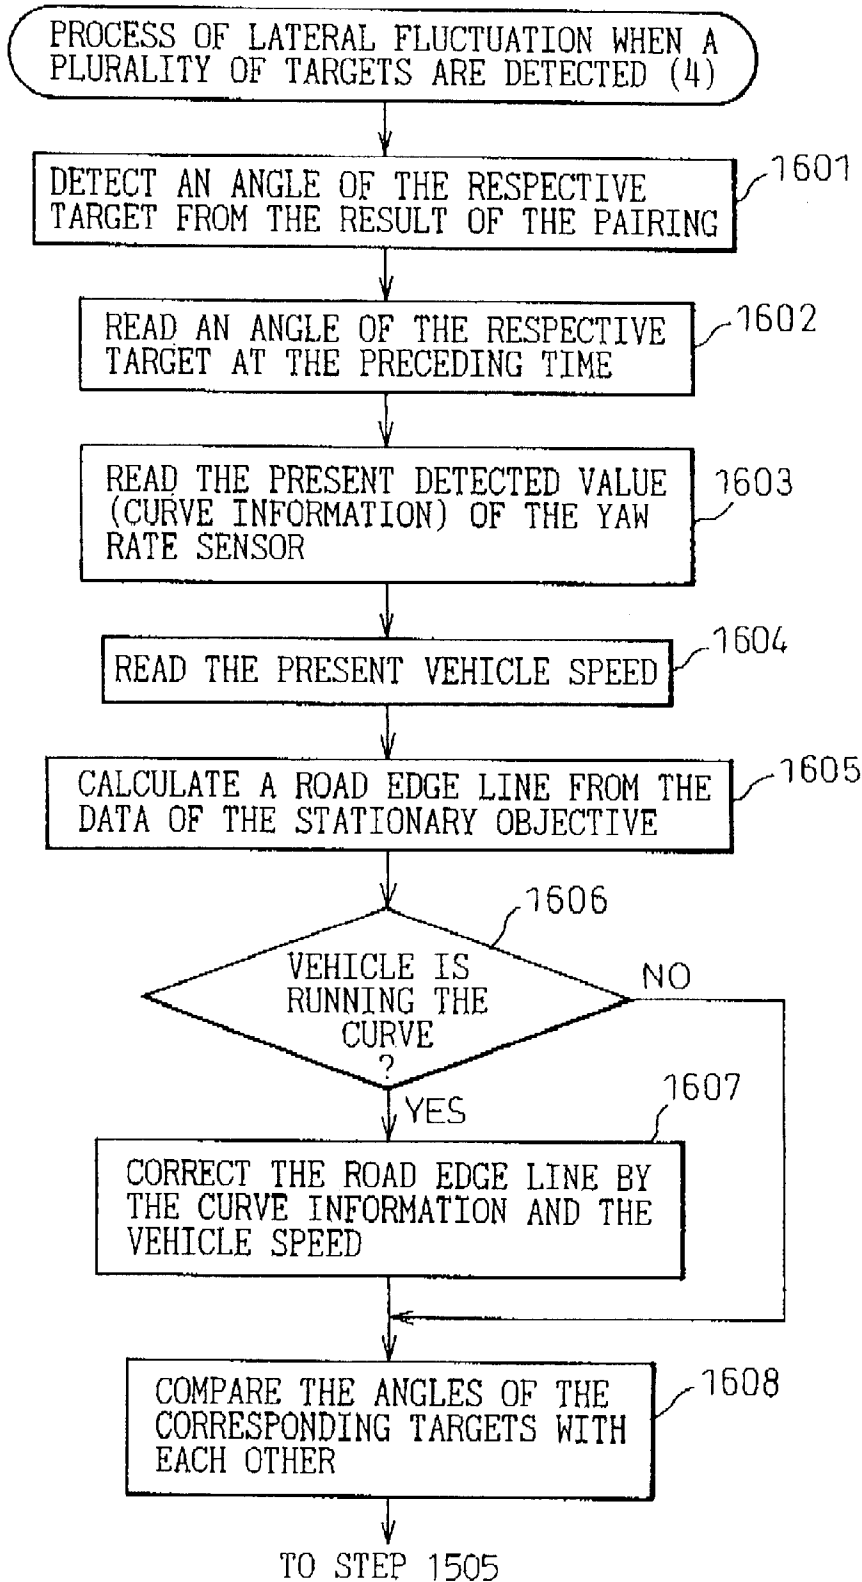 PROCESS OF LATERAL FLUCTUATION WHEN A
PLURALITY OF TARGETS ARE DETECTED (4)
1601
DETECT AN ANGLE OF THE RESPECTIVE
TARGET FROM THE RESULT OF THE PAIRING
1602
READ AN ANGLE OF THE RESPECTIVE
TARGET AT THE PRECEDING TIME
1603
READ THE PRESENT DETECTED VALUE
(CURVE INFORMATION) OF THE YAW
RATE SENSOR
1604
READ THE PRESENT VEHICLE SPEED
1605
CALCULATE A ROAD EDGE LINE FROM THE
DATA OF THE STATIONARY OBJECTIVE
1606
VEHICLE IS
RUNNING THE
CURVE
?
NO
YES
1607
CORRECT THE ROAD EDGE LINE BY
THE CURVE INFORMATION AND THE
VEHICLE SPEED
1608
COMPARE THE ANGLES OF THE
CORRESPONDING TARGETS WITH
EACH OTHER
TO STEP 1505